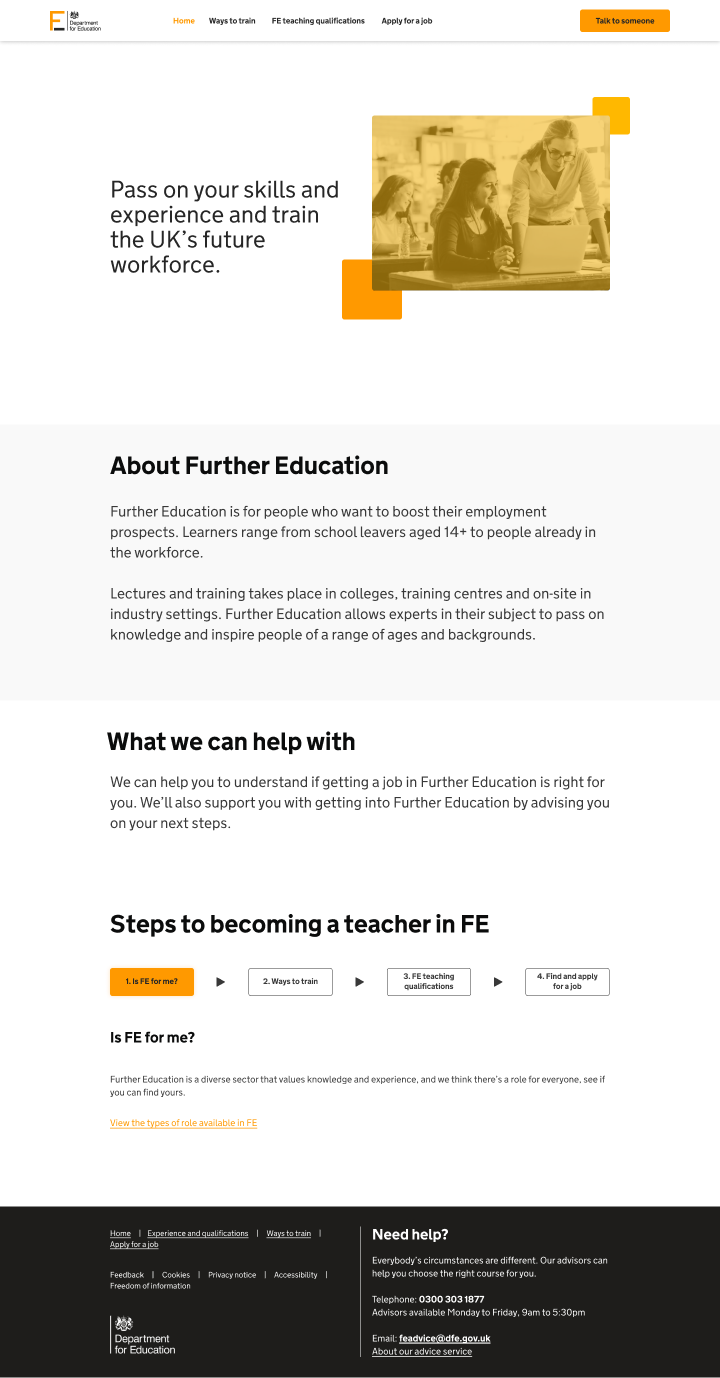 Department
for Education
Home
Ways to train
FE teaching qualifications
Apply for a job
Talk to someone
Pass on your skills and
experience and train
the UK’s future
workforce.
About Further Education
Further Education is for people who want to boost their employment
prospects. Learners range from school leavers aged 14+ to people already in
the workforce.
Lectures and training takes place in colleges, training centres and on-site in
industry settings. Further Education allows experts in their subject to pass on
knowledge and inspire people of a range of ages and backgrounds.
What we can help with
We can help you to understand if getting a job in Further Education is right for
you. We’ll also support you with getting into Further Education by advising you
on your next steps.
Steps to becoming a teacher in FE
1. Is FE for me?
2. Ways to train
3. FE teaching
qualifications
4. Find and apply
for a job
Is FE for me?
Further Education is a diverse sector that values knowledge and experience, and we think there’s a role for everyone, see if
you can find yours.
View the types of role available in FE
Home | Experience and qualifications | Ways to train |
Apply for a job
Feedback | Cookies | Privacy notice | Accessibility |
Freedom of information
Department
for Education
Need help?
Everybody’s circumstances are different. Our advisors can
help you choose the right course for you.
Telephone: 0300 303 1877
Advisors available Monday to Friday, 9am to 5:30pm
Email: feadvice@dfe.gov.uk
About our advice service